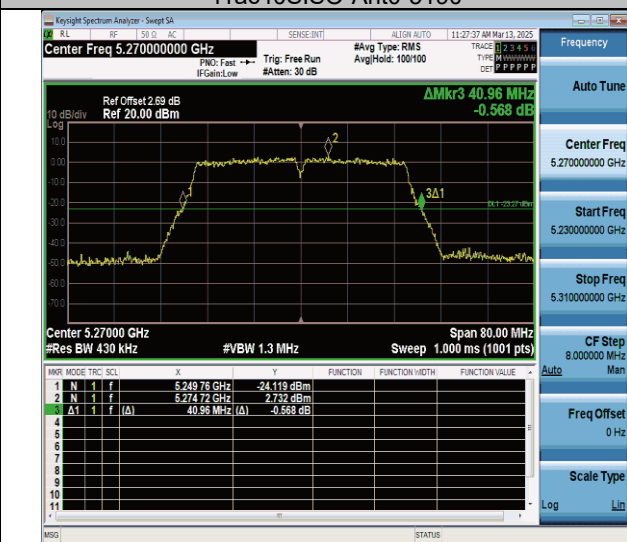 Keysight Spectrum Analyzer - Swept SA
RL RF 50 Ω AC SENSE:INT ALIGN AUTO 11:27:37 AM Mar 13, 2025
Center Freq 5.270000000 GHz
PNO: Fast
IFGain:Low
Trig: Free Run
#Atten: 30 dB
#Avg Type: RMS
Avg|Hold: 100/100
TRACE 1 2 3 4 5 6
TYPE M W W W W W
DET P P P P P P
Ref Offset 2.69 dB
10 dB/div Ref 20.00 dBm
Log
ΔMkr3 40.96 MHz
-0.568 dB
10.0
0.00
-10.0
-20.0
-30.0
-40.0
-50.0
-60.0
-70.0
1
2
3Δ1
DL1 -23.27 dBm
Center 5.27000 GHz
Span 80.00 MHz
#Res BW 430 kHz
#VBW 1.3 MHz
Sweep 1.000 ms (1001 pts)
MKR MODE TRC SCL X Y FUNCTION FUNCTION WIDTH FUNCTION VALUE
1 N 1 f 5.249 76 GHz -24.119 dBm
2 N 1 f 5.274 72 GHz 2.732 dBm
3 Δ1 1 f (Δ) 40.96 MHz (Δ) -0.568 dB
4
5
6
7
8
9
10
11
MSG
STATUS
Frequency
Auto Tune
Center Freq
5.270000000 GHz
Start Freq
5.230000000 GHz
Stop Freq
5.310000000 GHz
CF Step
8.000000 MHz
Auto Man
Freq Offset
0 Hz
Scale Type
Log Lin